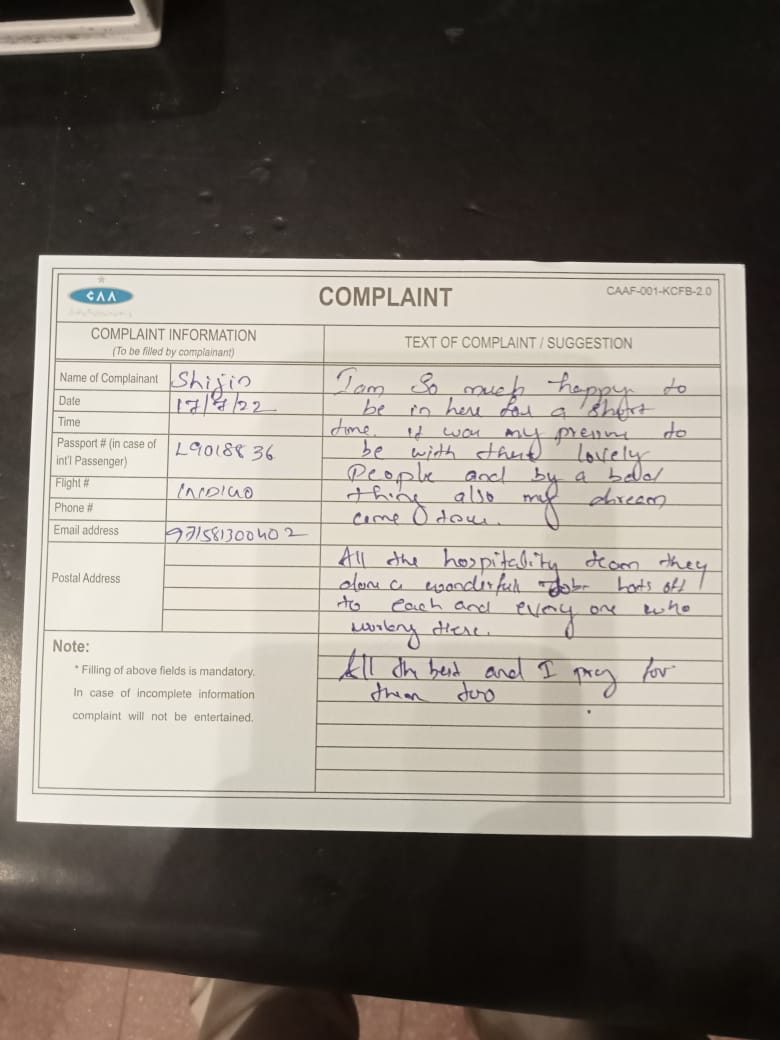 CAA
COMPLAINT
CAAF-001-KCFB-2.0
COMPLAINT INFORMATION
(To be filled by complainant)
TEXT OF COMPLAINT / SUGGESTION
Name of Complainant Shijin
Date 17/7/22
Time
Passport # (in case of
int'l Passenger) L9018836
Flight # INDIGO
Phone #
Email address 971581300402
Postal Address
Note:
* Filling of above fields is mandatory.
In case of incomplete information
complaint will not be entertained.
I am So much happy to
be in here for a short
time. it was my to
be with these lovely
People and by a bad
thing also my dream
come
All the hospitality team they
done a wonderful Job hats off
to each and every one who
working there.
All the best and I pray for
them too